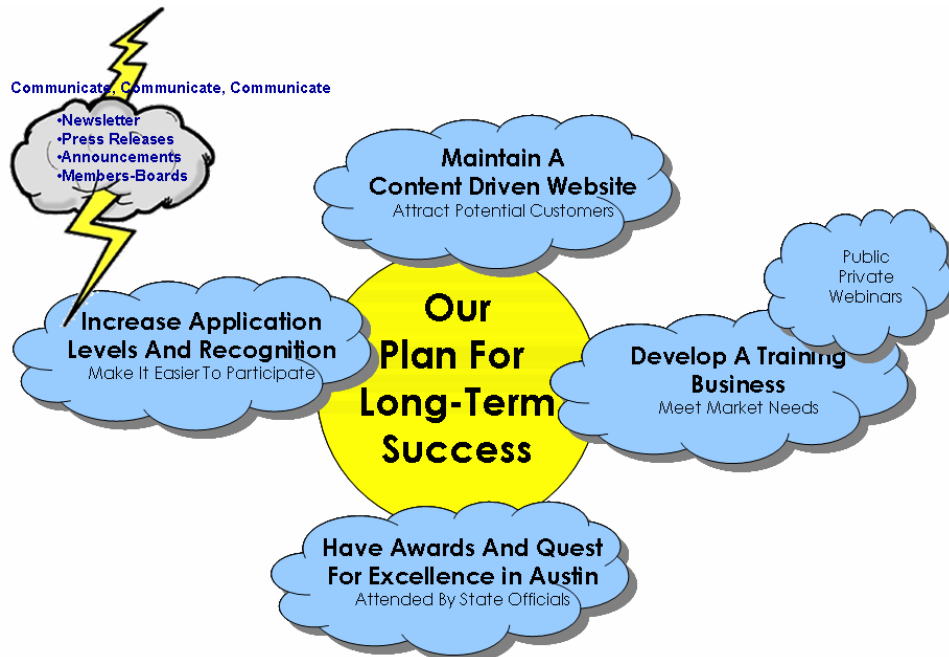 Communicate, Communicate, Communicate
•Newsletter
•Press Releases
•Announcements
•Members-Boards
Maintain A
Content Driven Website
Attract Potential Customers
Public
Private
Webinars
Increase Application
Levels And Recognition
Make It Easier To Participate
Our
Plan For
Long-Term
Success
Develop A Training
Business
Meet Market Needs
Have Awards And Quest
For Excellence in Austin
Attended By State Officials